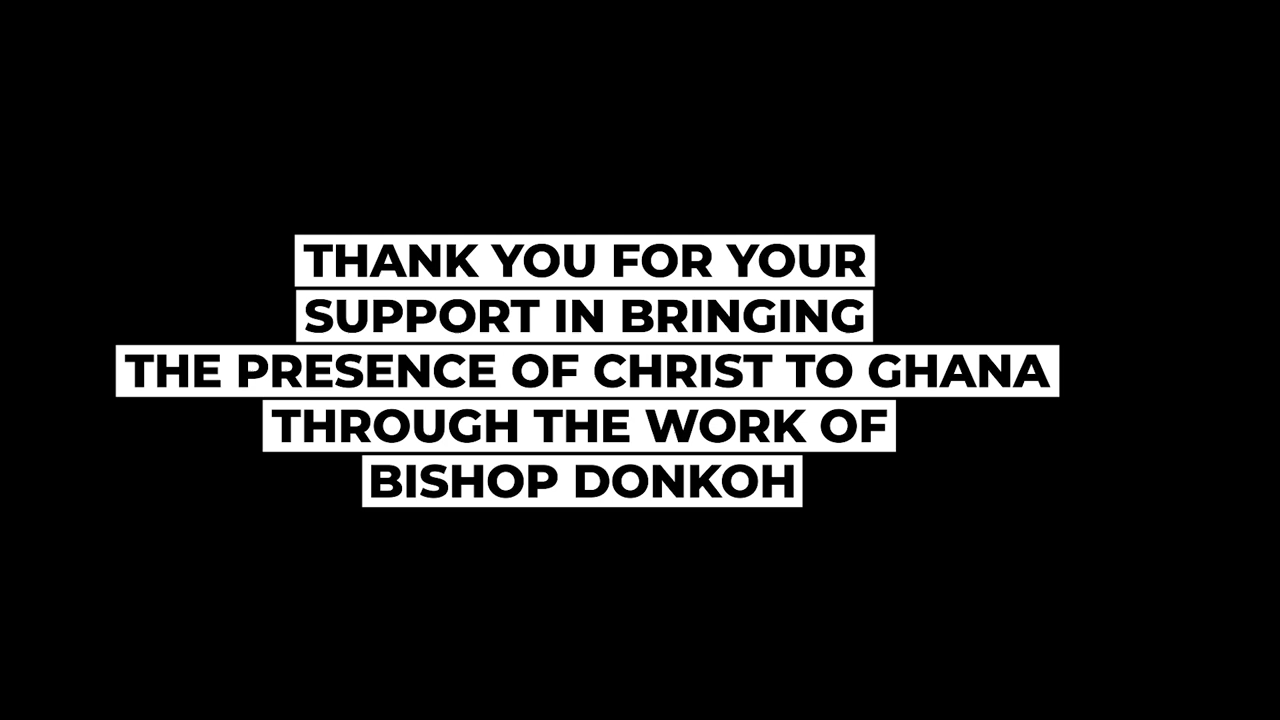 THANK YOU FOR YOUR
SUPPORT IN BRINGING
THE PRESENCE OF CHRIST TO GHANA
THROUGH THE WORK OF
BISHOP DONKOH